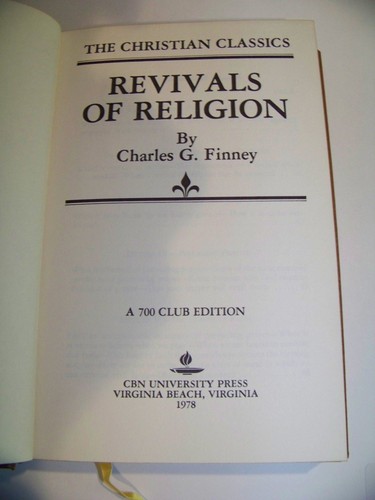 THE CHRISTIAN CLASSICS
REVIVALS
OF RELIGION
By
Charles G. Finney
A 700 CLUB EDITION
CBN UNIVERSITY PRESS
VIRGINIA BEACH, VIRGINIA
1978